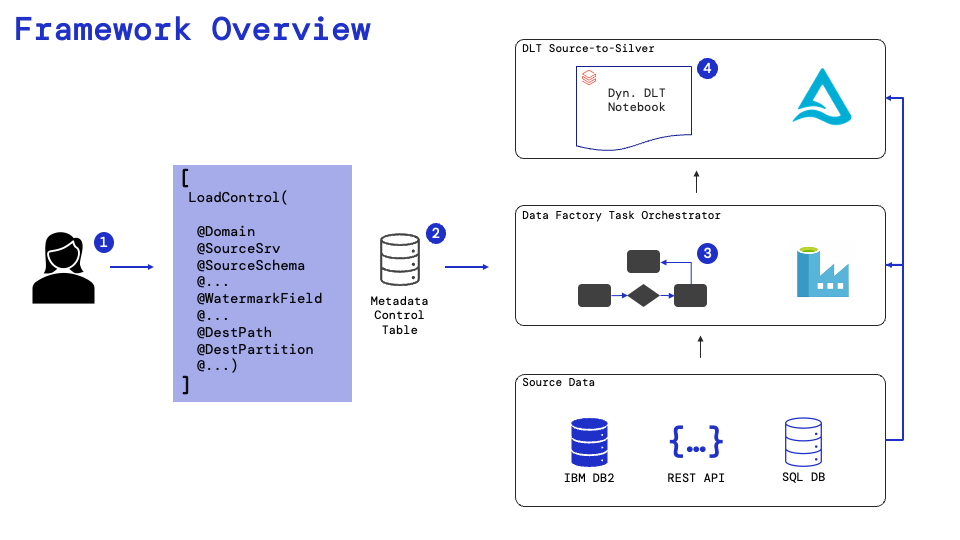 Framework Overview
1
[
LoadControl(
@Domain
@SourceSrv
@SourceSchema
@...
@WatermarkField
@...
@DestPath
@DestPartition
@...)
]
2
Metadata
Control
Table
DLT Source-to-Silver
4
Dyn. DLT
Notebook
Data Factory Task Orchestrator
3
Source Data
{...}
IBM DB2
REST API
SQL DB